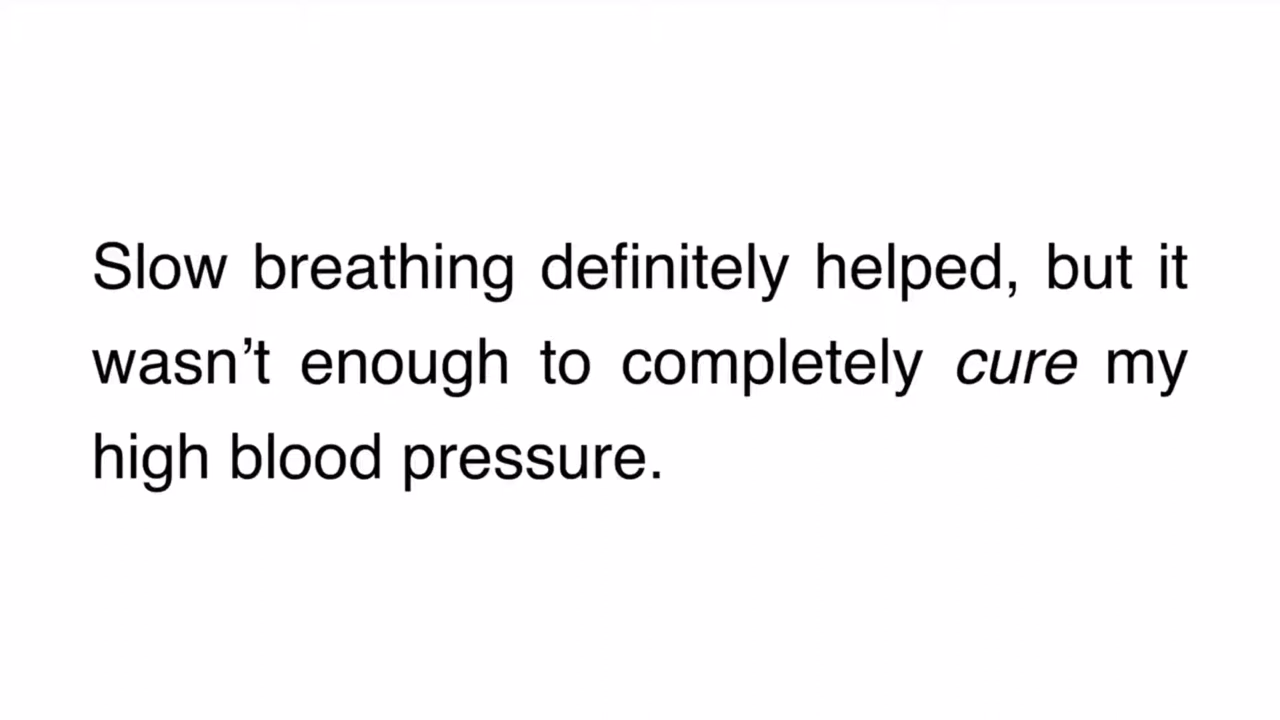 Slow breathing definitely helped, but it
wasn’t enough to completely cure my
high blood pressure.